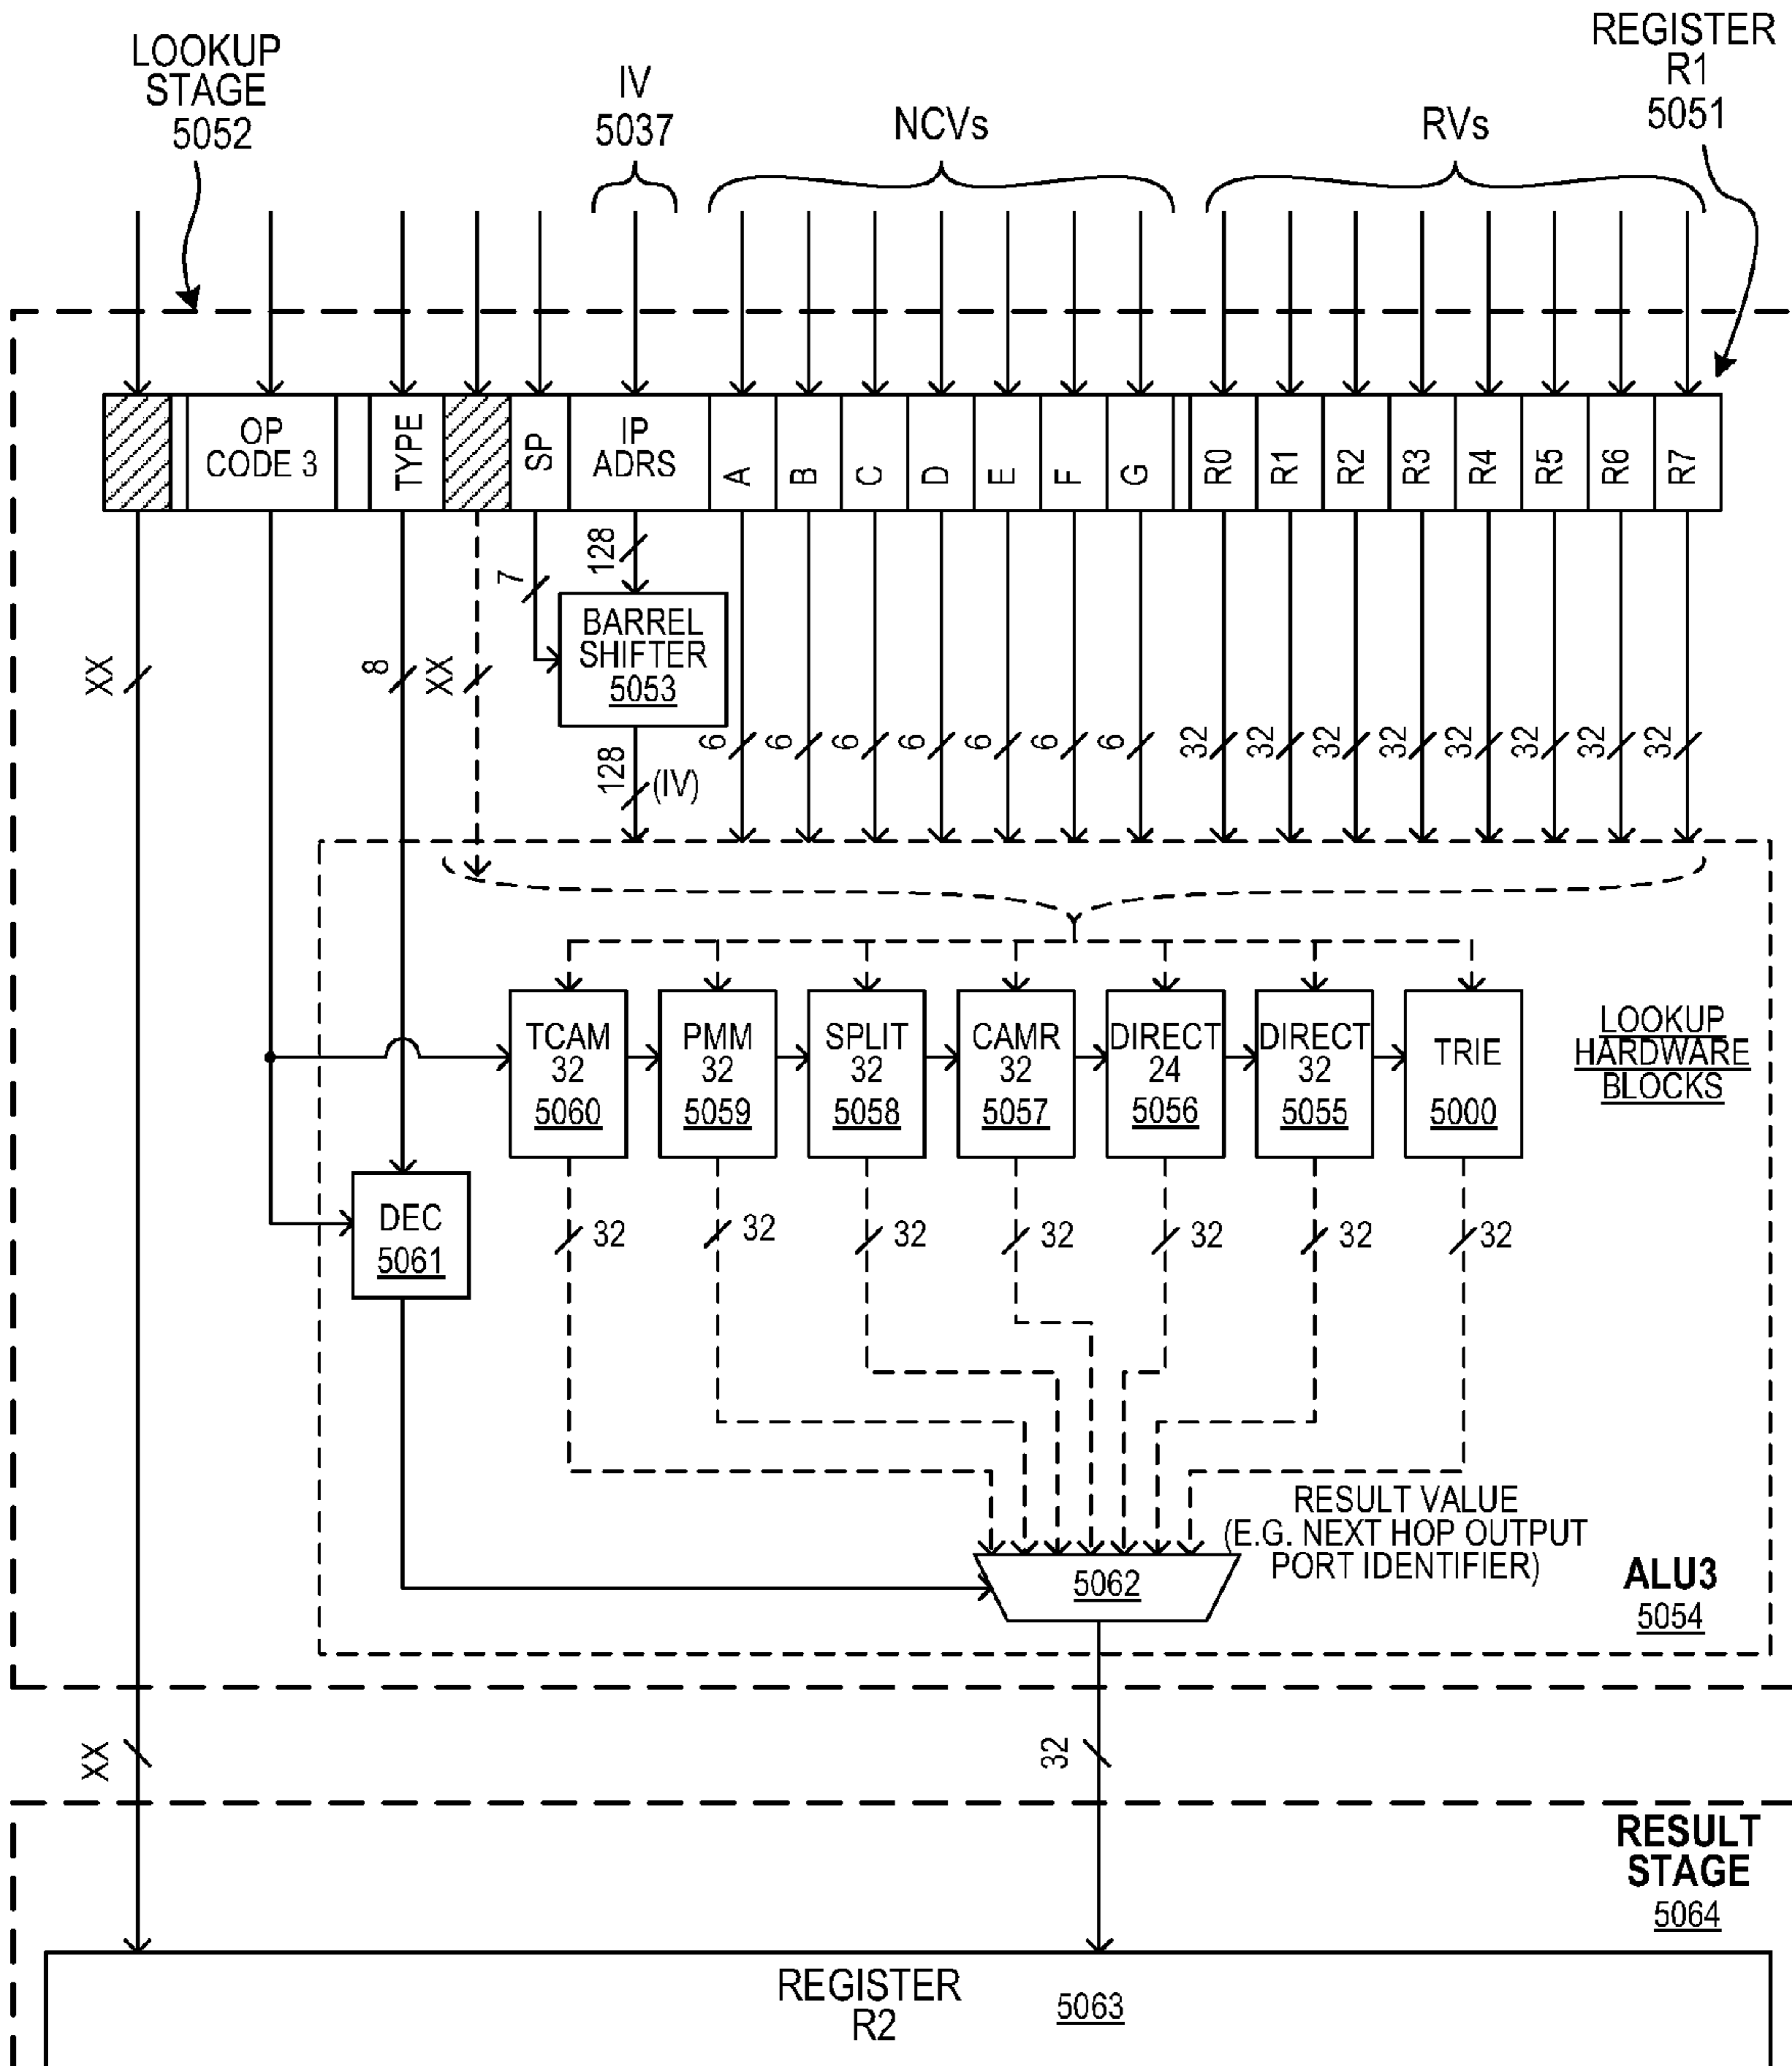 LOOKUP
STAGE
5052
IV
5037
NCVs
RVs
REGISTER
R1
5051
OP
CODE 3
TYPE
SP
IP
ADRS
A
B
C
D
E
F
G
R0
R1
R2
R3
R4
R5
R6
R7
128
7
BARREL
SHIFTER
5053
XX
8
XX
128
(IV)
6
6
6
6
6
6
6
32
32
32
32
32
32
32
32
TCAM
32
5060
PMM
32
5059
SPLIT
32
5058
CAMR
32
5057
DIRECT
24
5056
DIRECT
32
5055
TRIE
5000
LOOKUP
HARDWARE
BLOCKS
DEC
5061
32
32
32
32
32
32
32
RESULT VALUE
(E.G. NEXT HOP OUTPUT
PORT IDENTIFIER)
5062
ALU3
5054
XX
32
RESULT
STAGE
5064
REGISTER
R2
5063